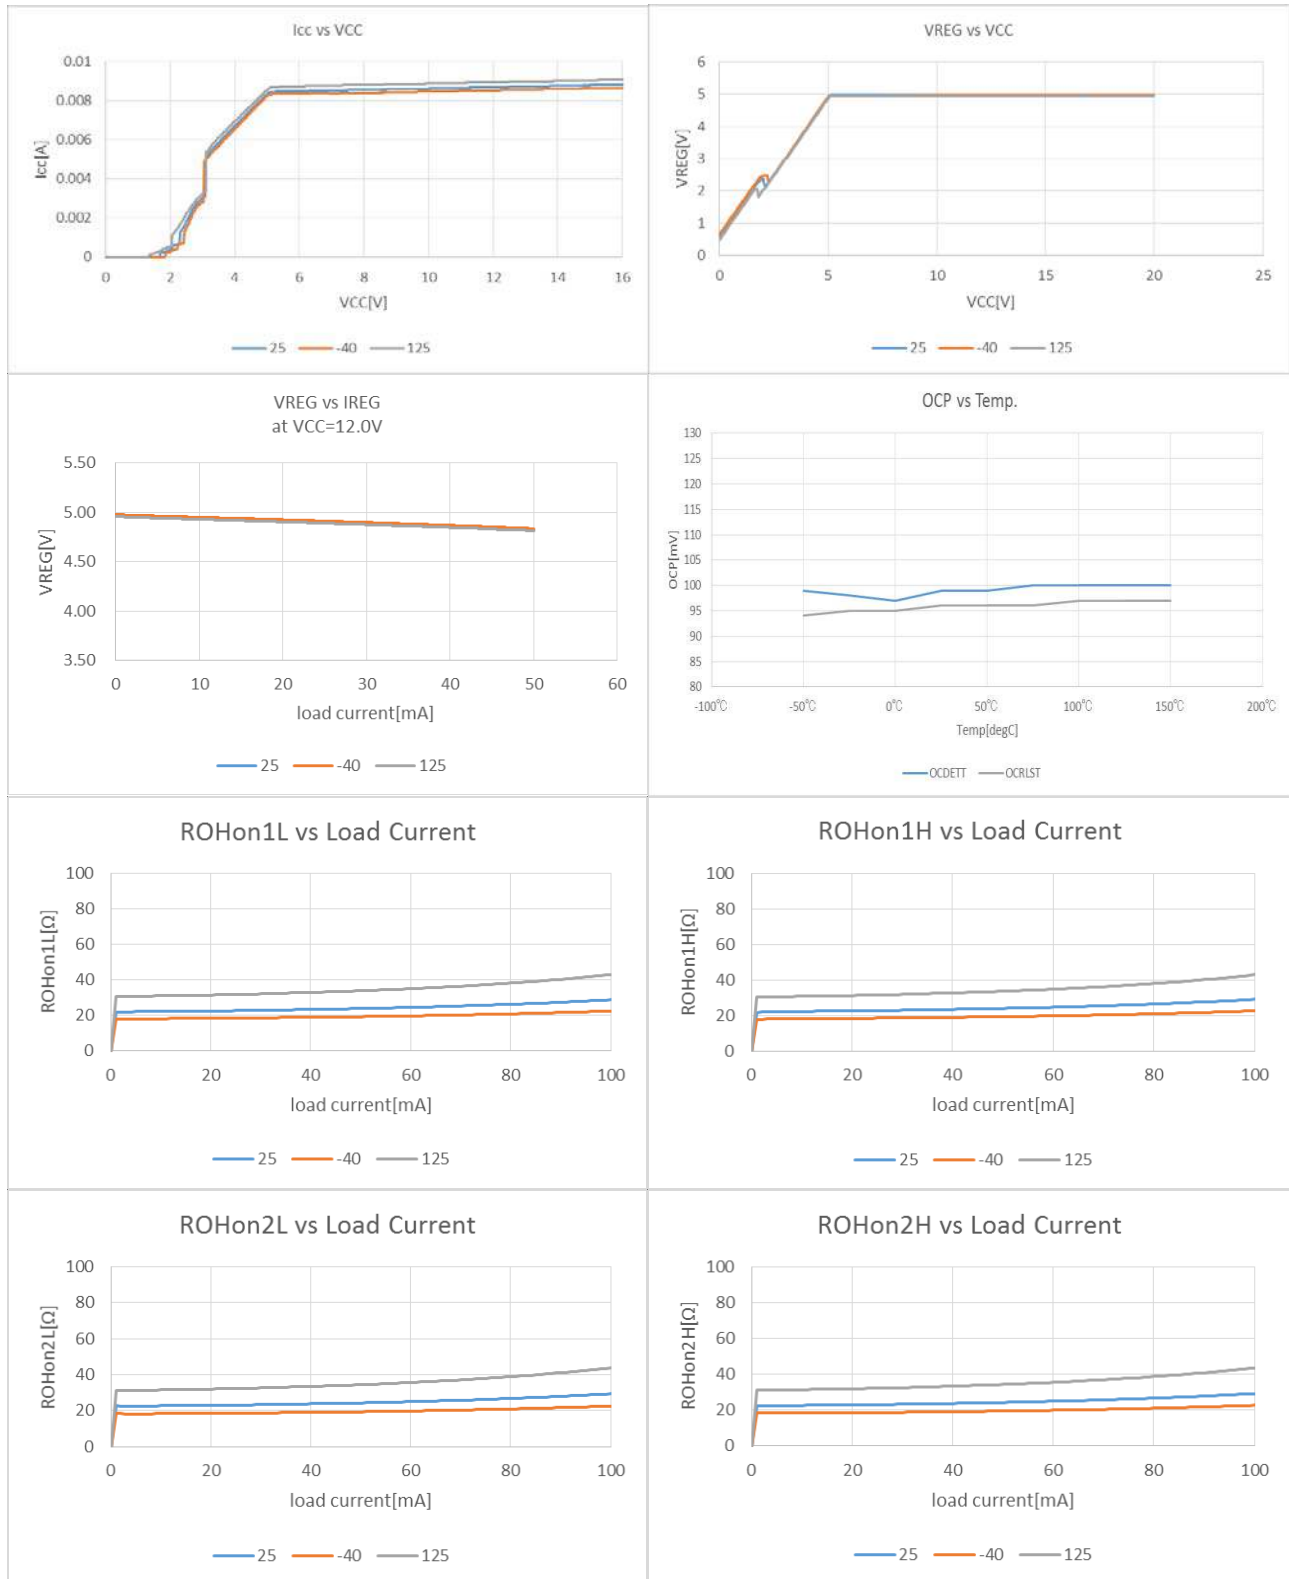 Icc vs VCC
0.01
0.008
0.006
0.004
0.002
0
Icc[A]
0 2 4 6 8 10 12 14 16
VCC[V]
25 -40 125
VREG vs VCC
6
5
4
3
2
1
0
VREG[V]
0 5 10 15 20 25
VCC[V]
25 -40 125
VREG vs IREG
at VCC=12.0V
5.50
5.00
4.50
4.00
3.50
VREG[V]
0 10 20 30 40 50 60
load current[mA]
25 -40 125
OCP vs Temp.
130
125
120
115
110
105
100
95
90
85
80
OCP[mV]
-100℃ -50℃ 0℃ 50℃ 100℃ 150℃ 200℃
Temp[degC]
OCDETT OCRLST
ROHon1L vs Load Current
100
80
60
40
20
0
ROHon1L[Ω]
0 20 40 60 80 100
load current[mA]
25 -40 125
ROHon1H vs Load Current
100
80
60
40
20
0
ROHon1H[Ω]
0 20 40 60 80 100
load current[mA]
25 -40 125
ROHon2L vs Load Current
100
80
60
40
20
0
ROHon2L[Ω]
0 20 40 60 80 100
load current[mA]
25 -40 125
ROHon2H vs Load Current
100
80
60
40
20
0
ROHon2H[Ω]
0 20 40 60 80 100
load current[mA]
25 -40 125